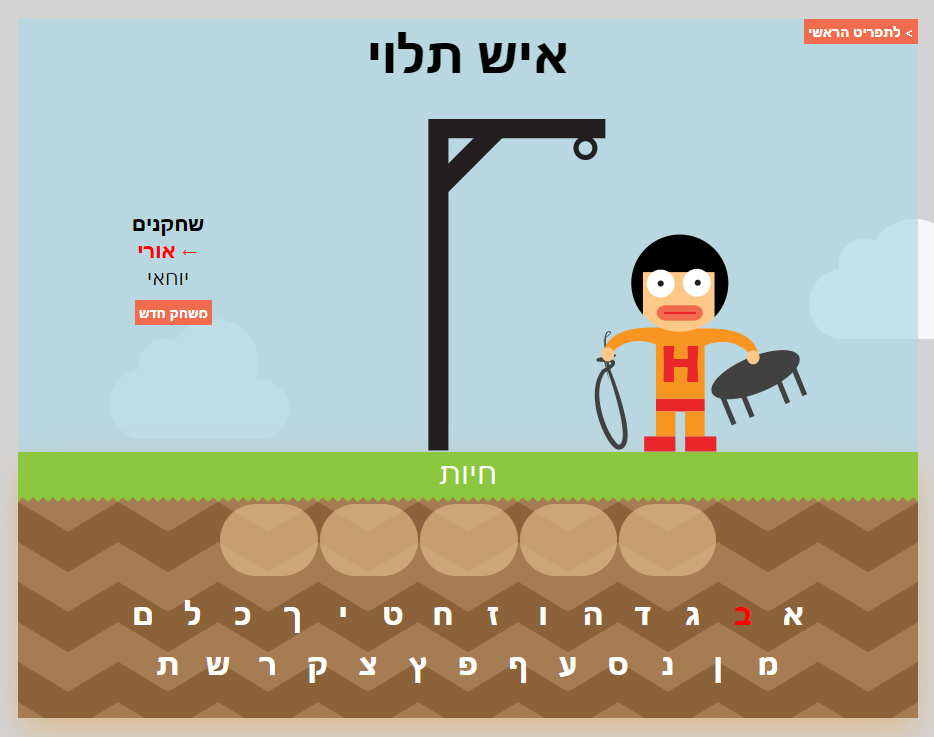 > לתפריט הראשי
איש תלוי
שחקנים
← אורי
יוחאי
משחק חדש
H
חיות
א ב ג ד ה ו ז ח ט י ך כ ל ם
מ ן נ ס ע ף פ ץ צ ק ר ש ת